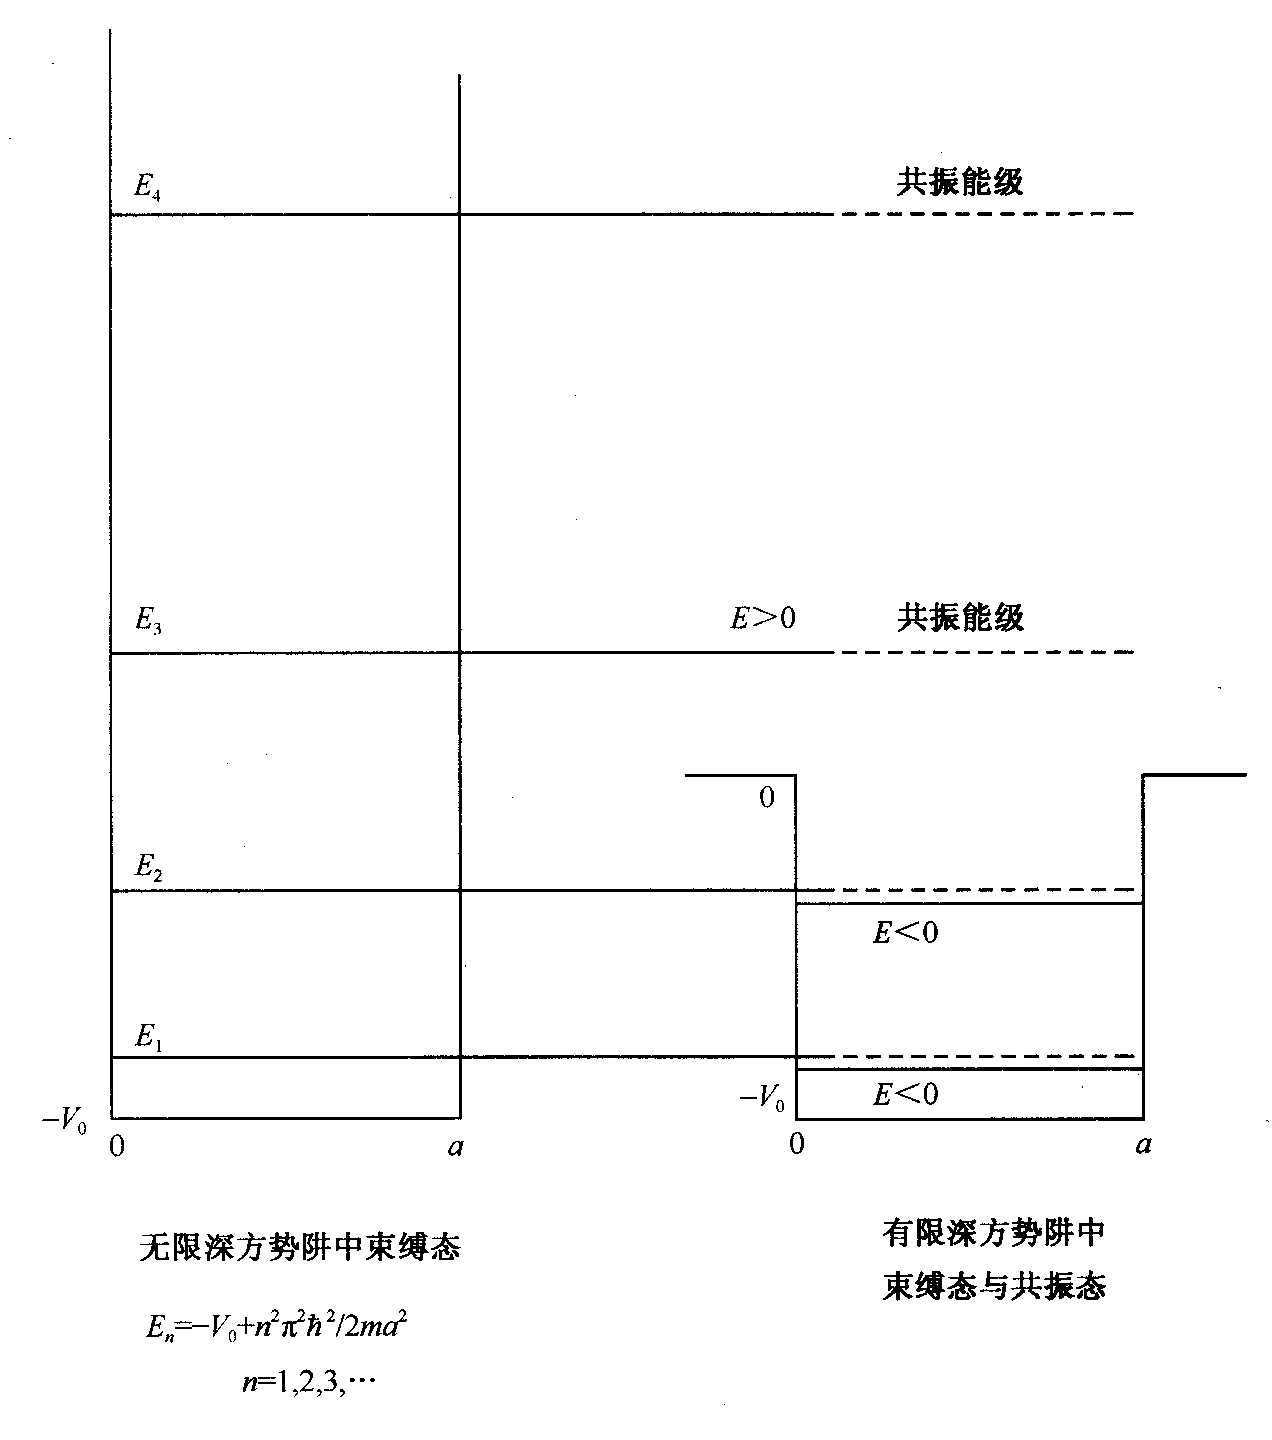 E₄
共振能级
E₃
E>0
共振能级
0
E₂
E<0
E₁
−V₀
E<0
−V₀
0
a
0
a
无限深方势阱中束缚态
有限深方势阱中
束缚态与共振态
Eₙ=−V₀+n²π²ħ²/2ma²
n=1,2,3,⋯